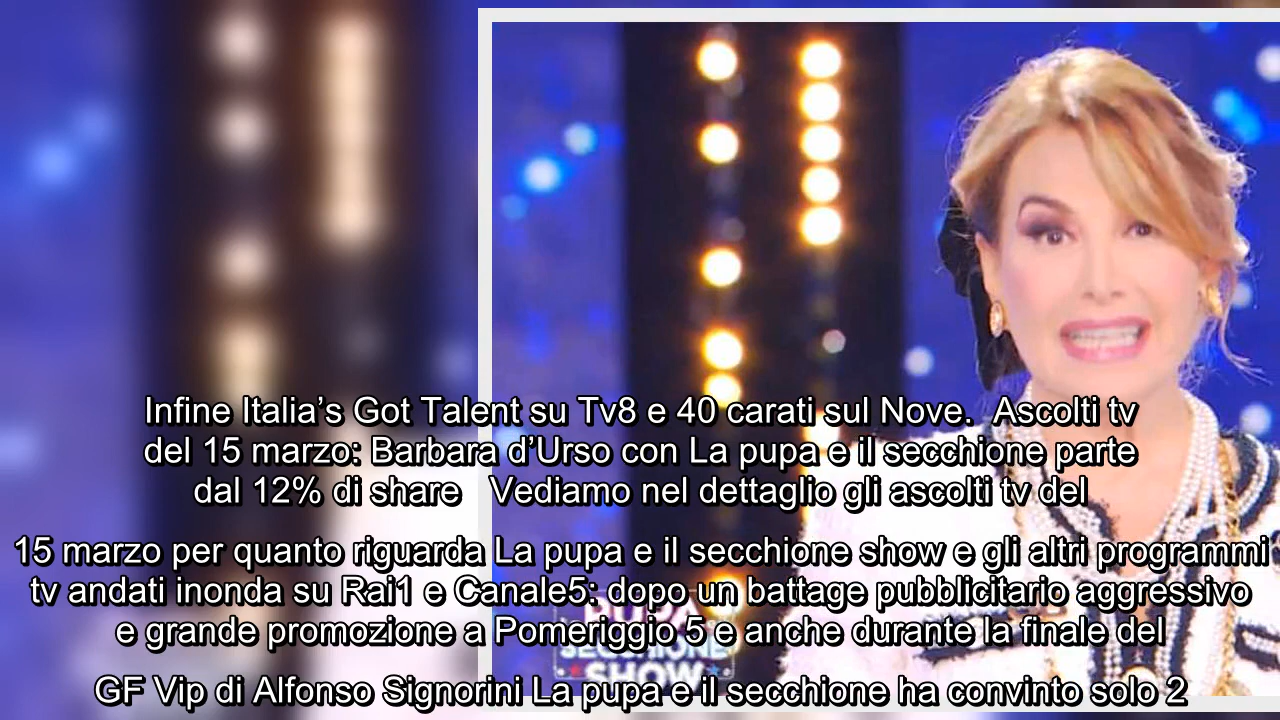 Infine Italia’s Got Talent su Tv8 e 40 carati sul Nove.  Ascolti tv
del 15 marzo: Barbara d’Urso con La pupa e il secchione parte
dal 12% di share   Vediamo nel dettaglio gli ascolti tv del
15 marzo per quanto riguarda La pupa e il secchione show e gli altri programmi
tv andati inonda su Rai1 e Canale5: dopo un battage pubblicitario aggressivo
e grande promozione a Pomeriggio 5 e anche durante la finale del
SECCHIONE
SHOW
GF Vip di Alfonso Signorini La pupa e il secchione ha convinto solo 2